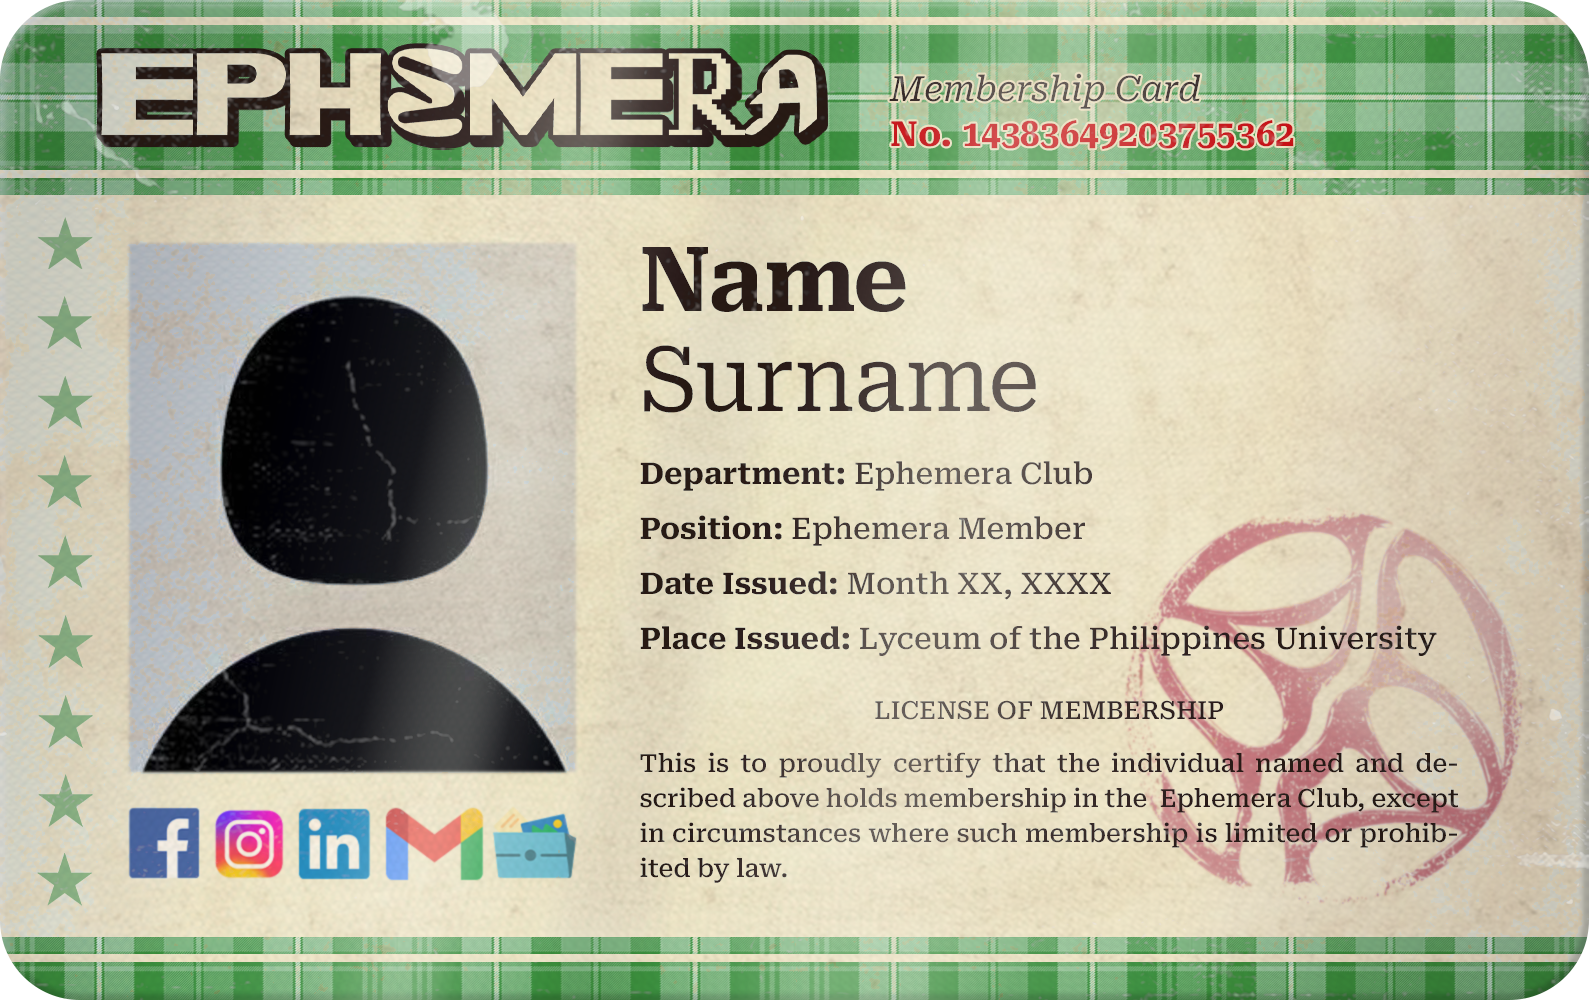 EPHEMERA
Membership Card
No. 14383649203755362
Name
Surname
Department: Ephemera Club
Position: Ephemera Member
Date Issued: Month XX, XXXX
Place Issued: Lyceum of the Philippines University
LICENSE OF MEMBERSHIP
This is to proudly certify that the individual named and de-
scribed above holds membership in the Ephemera Club, except
in circumstances where such membership is limited or prohib-
ited by law.
f
in
M